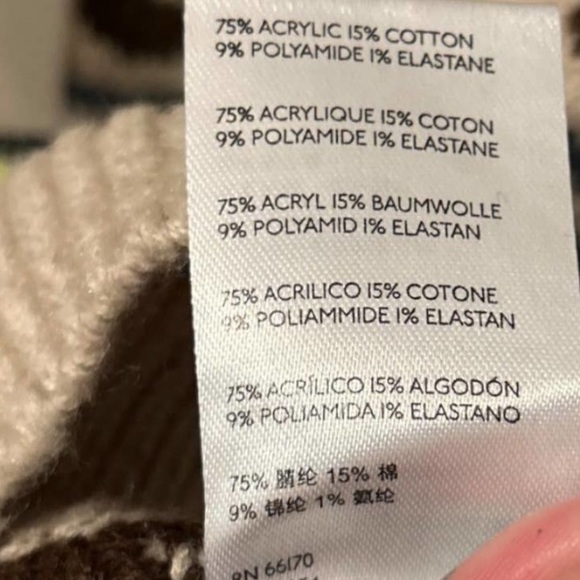 75% ACRYLIC 15% COTTON
9% POLYAMIDE 1% ELASTANE
75% ACRYLIQUE 15% COTON
9% POLYAMIDE 1% ELASTANE
75% ACRYL 15% BAUMWOLLE
9% POLYAMID 1% ELASTAN
75% ACRILICO 15% COTONE
9% POLIAMMIDE 1% ELASTAN
75% ACRÍLICO 15% ALGODÓN
9% POLIAMIDA 1% ELASTANO
75% 腈纶 15% 棉
9% 锦纶 1% 氨纶
RN 66170